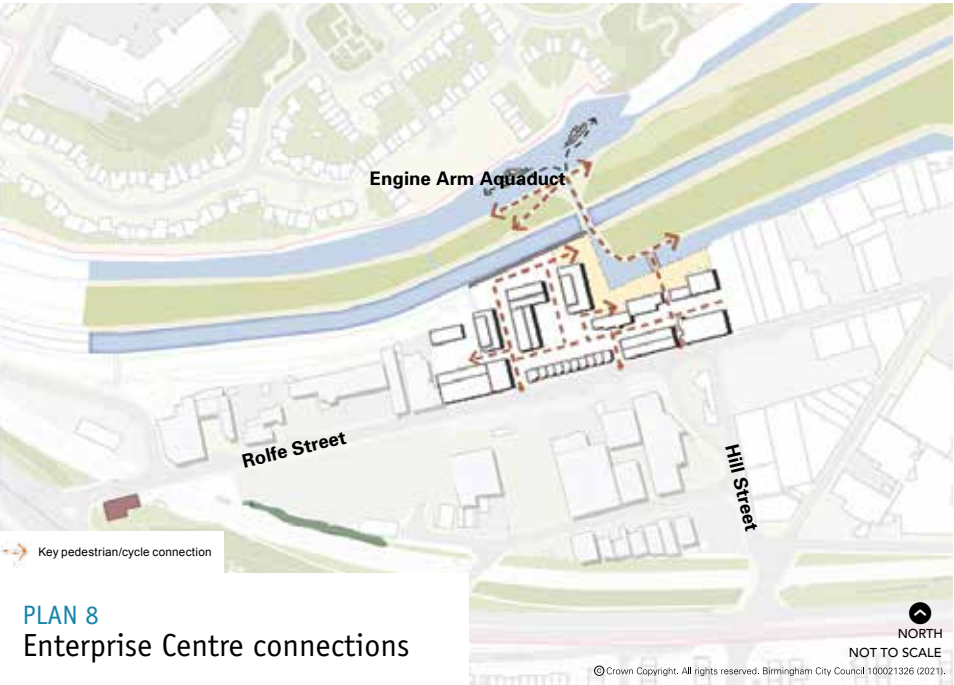 Engine Arm Aquaduct
Rolfe Street
Hill Street
Key pedestrian/cycle connection
PLAN 8
Enterprise Centre connections
NORTH
NOT TO SCALE
© Crown Copyright. All rights reserved. Birmingham City Council 100021326 (2021).